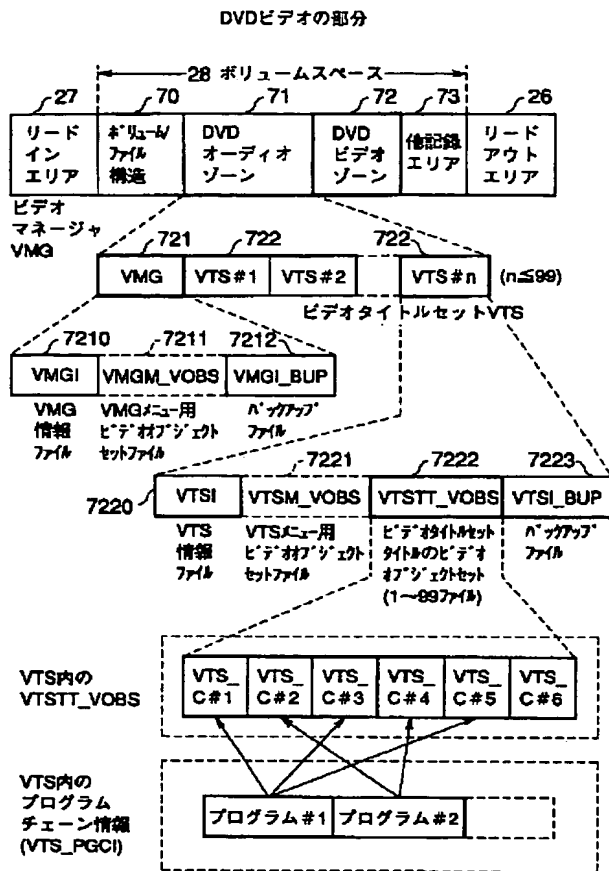 DVDビデオの部分
28 ボリュームスペース
27
70
71
72
73
26
リード
イン
エリア
ボリューム/
ファイル
構造
DVD
オーディオ
ゾーン
DVD
ビデオ
ゾーン
他記録
エリア
リード
アウト
エリア
ビデオ
マネージャ
VMG
721
722
722
VMG
VTS#1
VTS#2
VTS#n
(n≦99)
ビデオタイトルセットVTS
7210
7211
7212
VMGI
VMGM_VOBS
VMGI_BUP
VMG
情報
ファイル
VMGメニュー用
ビデオオブジェクト
セットファイル
バックアップ
ファイル
7220
7221
7222
7223
VTSI
VTSM_VOBS
VTSTT_VOBS
VTSI_BUP
VTS
情報
ファイル
VTSメニュー用
ビデオオブジェクト
セットファイル
ビデオタイトルセット
タイトルのビデオ
オブジェクトセット
(1〜99ファイル)
バックアップ
ファイル
VTS内の
VTSTT_VOBS
VTS_
C#1
VTS_
C#2
VTS_
C#3
VTS_
C#4
VTS_
C#5
VTS_
C#6
VTS内の
プログラム
チェーン情報
(VTS_PGCI)
プログラム#1
プログラム#2